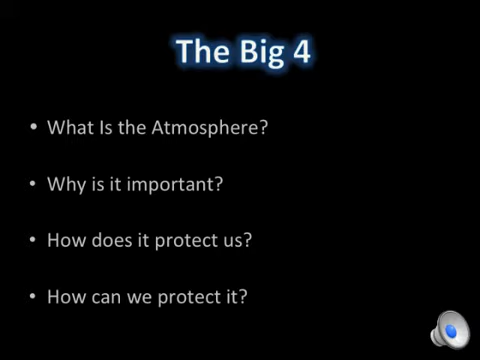 The Big 4
• What Is the Atmosphere?
• Why is it important?
• How does it protect us?
• How can we protect it?